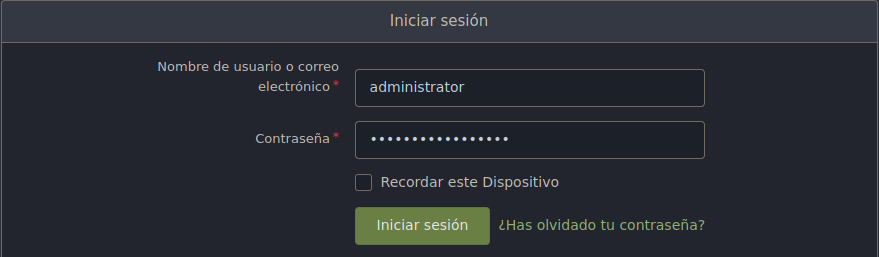 Iniciar sesión
Nombre de usuario o correo
electrónico *
administrator
Contraseña *
•••••••••••••••••
Recordar este Dispositivo
Iniciar sesión ¿Has olvidado tu contraseña?